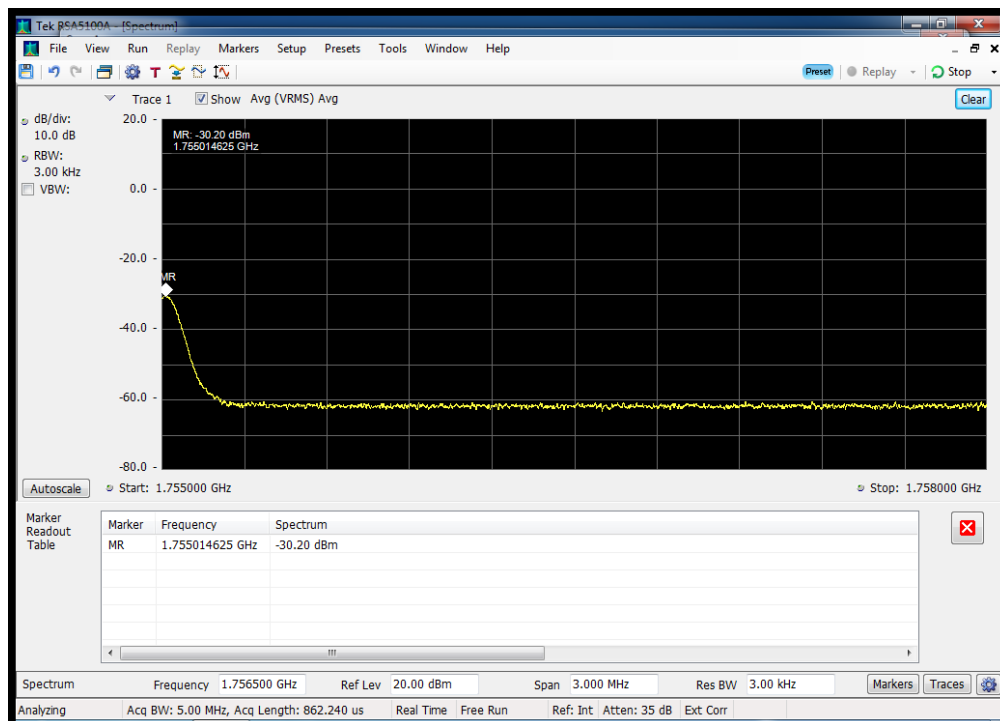 Tek RSA5100A - [Spectrum]
File View Run Replay Markers Setup Presets Tools Window Help
T Preset Replay Stop
Trace 1 Show Avg (VRMS) Avg Clear
dB/div: 20.0
10.0 dB
MR: -30.20 dBm
1.755014625 GHz
RBW:
3.00 kHz
VBW: 0.0
-20.0
MR
-40.0
-60.0
-80.0
Autoscale Start: 1.755000 GHz Stop: 1.758000 GHz
Marker
Readout
Table
Marker Frequency Spectrum
MR 1.755014625 GHz -30.20 dBm
Spectrum Frequency 1.756500 GHz Ref Lev 20.00 dBm Span 3.000 MHz Res BW 3.00 kHz Markers Traces
Analyzing Acq BW: 5.00 MHz, Acq Length: 862.240 us Real Time Free Run Ref: Int Atten: 35 dB Ext Corr